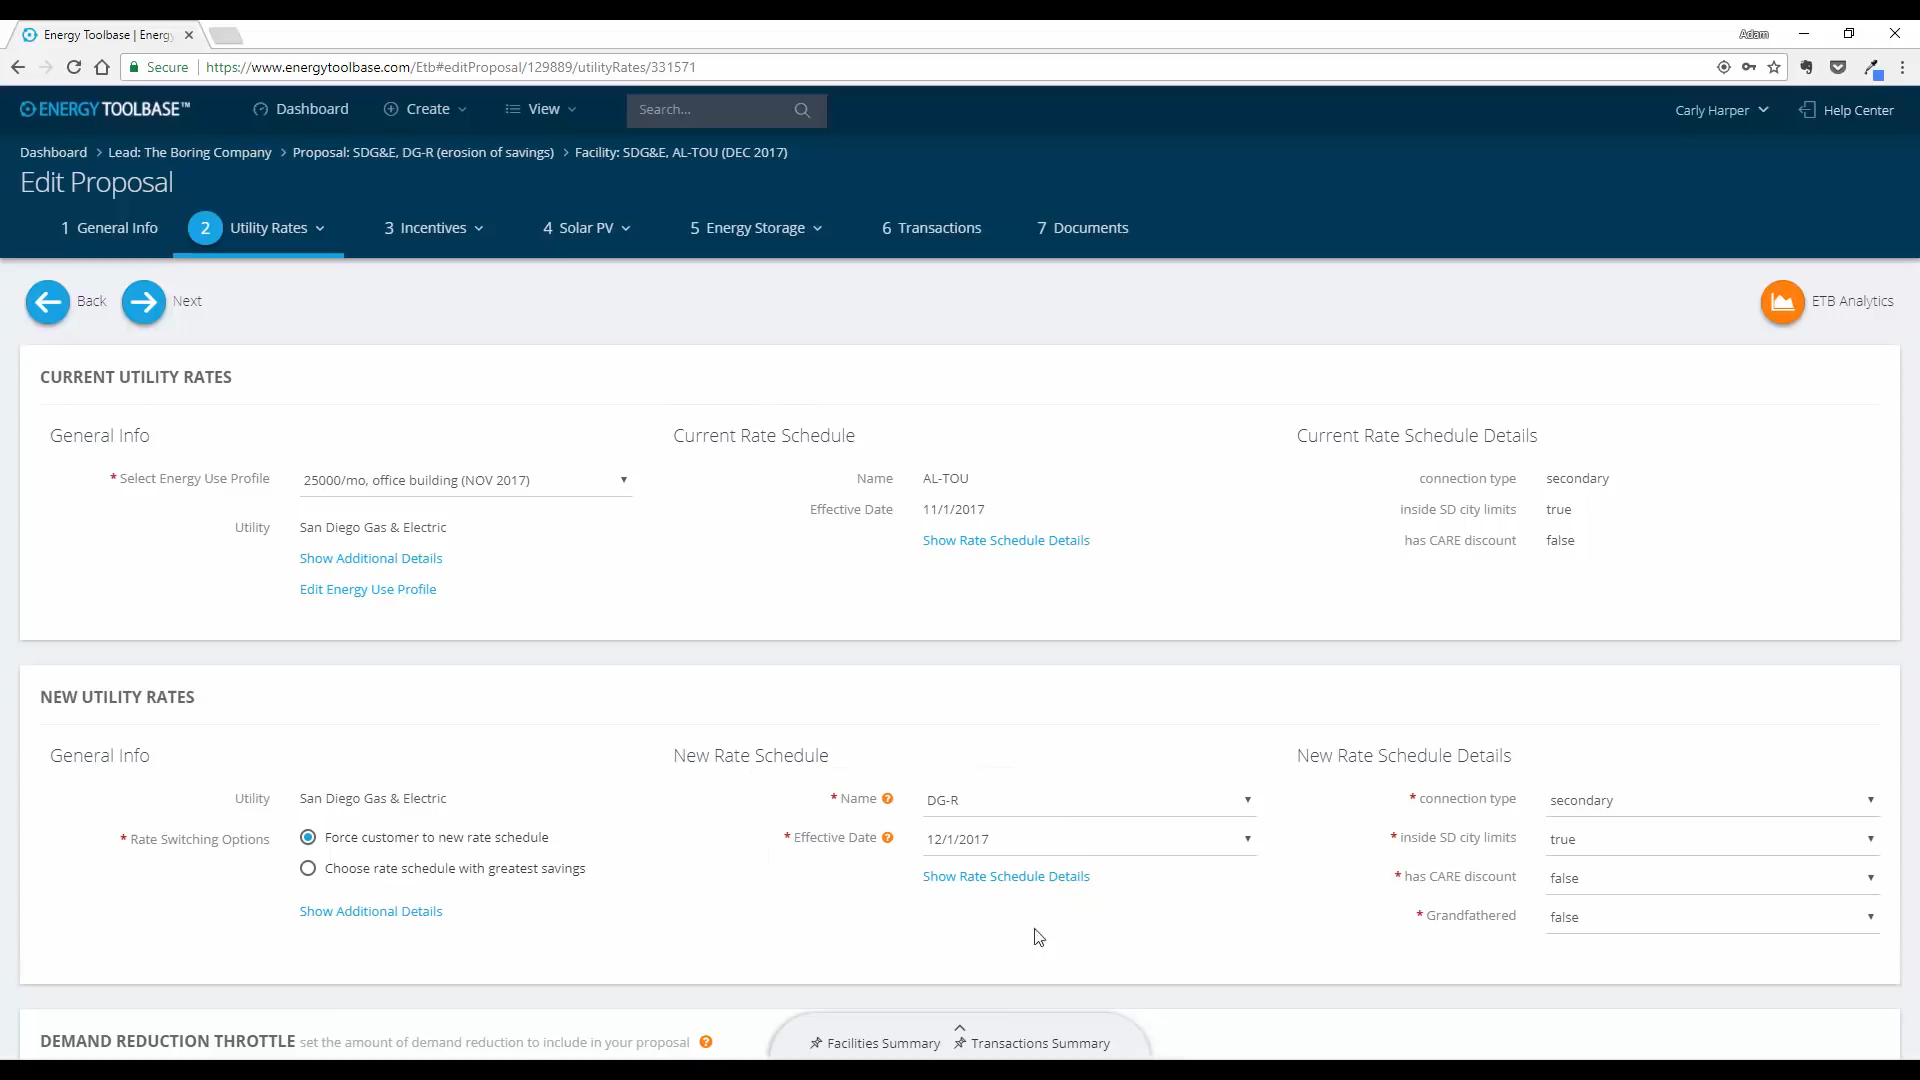 Energy Toolbase | Energy
Adam
Secure https://www.energytoolbase.com/Etb#editProposal/129889/utilityRates/331571
ENERGY TOOLBASE™ Dashboard Create View Search... Carly Harper Help Center
Dashboard > Lead: The Boring Company > Proposal: SDG&E, DG-R (erosion of savings) > Facility: SDG&E, AL-TOU (DEC 2017)
Edit Proposal
1 General Info 2 Utility Rates 3 Incentives 4 Solar PV 5 Energy Storage 6 Transactions 7 Documents
Back Next ETB Analytics
CURRENT UTILITY RATES
General Info Current Rate Schedule Current Rate Schedule Details
* Select Energy Use Profile 25000/mo, office building (NOV 2017) Name AL-TOU connection type secondary
Effective Date 11/1/2017 inside SD city limits true
Utility San Diego Gas & Electric Show Rate Schedule Details has CARE discount false
Show Additional Details
Edit Energy Use Profile
NEW UTILITY RATES
General Info New Rate Schedule New Rate Schedule Details
Utility San Diego Gas & Electric * Name ? DG-R * connection type secondary
* Rate Switching Options Force customer to new rate schedule * Effective Date ? 12/1/2017 * inside SD city limits true
Choose rate schedule with greatest savings Show Rate Schedule Details * has CARE discount false
Show Additional Details * Grandfathered false
DEMAND REDUCTION THROTTLE set the amount of demand reduction to include in your proposal ?
Facilities Summary Transactions Summary